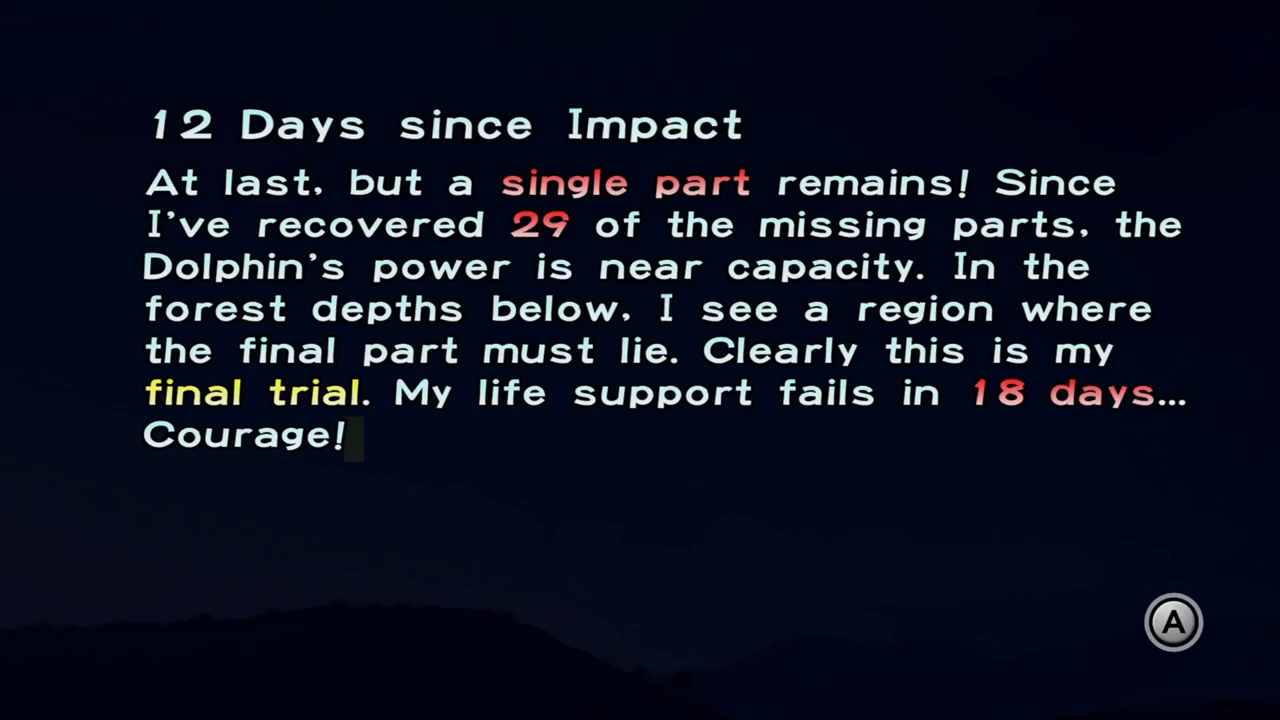 12 Days since Impact
At last, but a single part remains! Since
I've recovered 29 of the missing parts, the
Dolphin's power is near capacity. In the
forest depths below, I see a region where
the final part must lie. Clearly this is my
final trial. My life support fails in 18 days...
Courage!
A